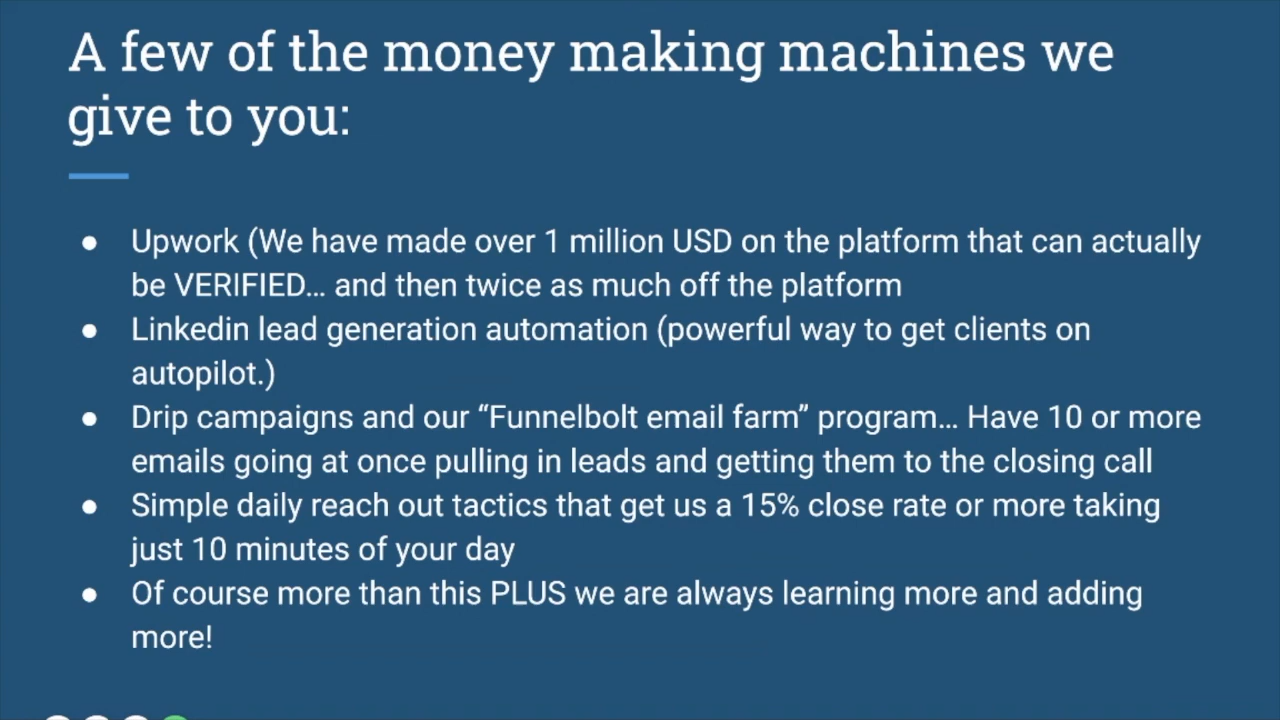 A few of the money making machines we
give to you:
● Upwork (We have made over 1 million USD on the platform that can actually
be VERIFIED... and then twice as much off the platform
● Linkedin lead generation automation (powerful way to get clients on
autopilot.)
● Drip campaigns and our “Funnelbolt email farm” program... Have 10 or more
emails going at once pulling in leads and getting them to the closing call
● Simple daily reach out tactics that get us a 15% close rate or more taking
just 10 minutes of your day
● Of course more than this PLUS we are always learning more and adding
more!